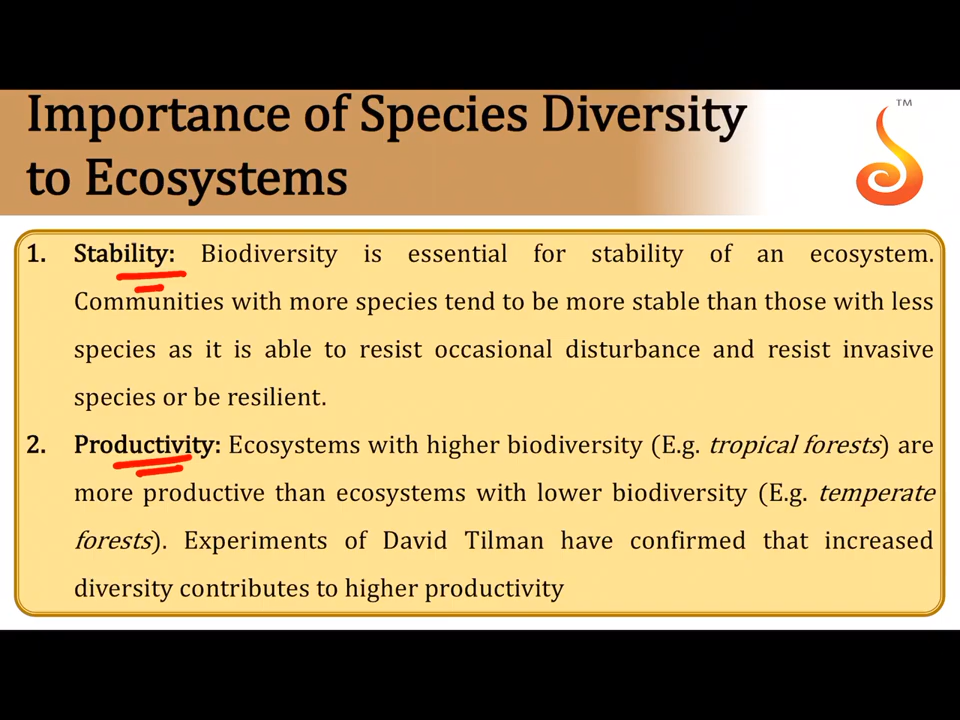 Importance of Species Diversity
to Ecosystems
TM
1. Stability: Biodiversity is essential for stability of an ecosystem.
Communities with more species tend to be more stable than those with less
species as it is able to resist occasional disturbance and resist invasive
species or be resilient.
2. Productivity: Ecosystems with higher biodiversity (E.g. tropical forests) are
more productive than ecosystems with lower biodiversity (E.g. temperate
forests). Experiments of David Tilman have confirmed that increased
diversity contributes to higher productivity